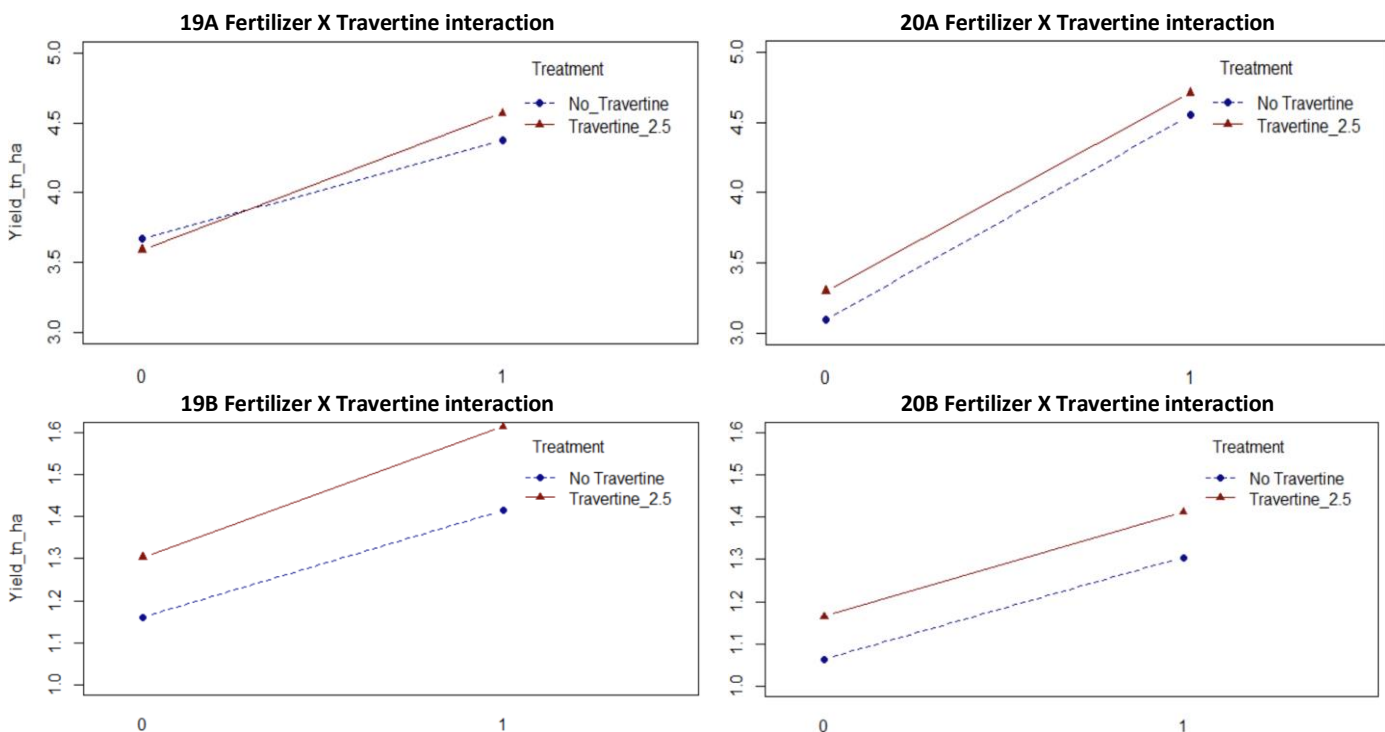 19A Fertilizer X Travertine interaction
Yield_tn_ha
5.0
4.5
4.0
3.5
3.0
Treatment
No_Travertine
Travertine_2.5
0 1
20A Fertilizer X Travertine interaction
5.0
4.5
4.0
3.5
3.0
Treatment
No Travertine
Travertine_2.5
0 1
19B Fertilizer X Travertine interaction
Yield_tn_ha
1.6
1.5
1.4
1.3
1.2
1.1
1.0
Treatment
No Travertine
Travertine_2.5
0 1
20B Fertilizer X Travertine interaction
1.6
1.5
1.4
1.3
1.2
1.1
1.0
Treatment
No Travertine
Travertine_2.5
0 1